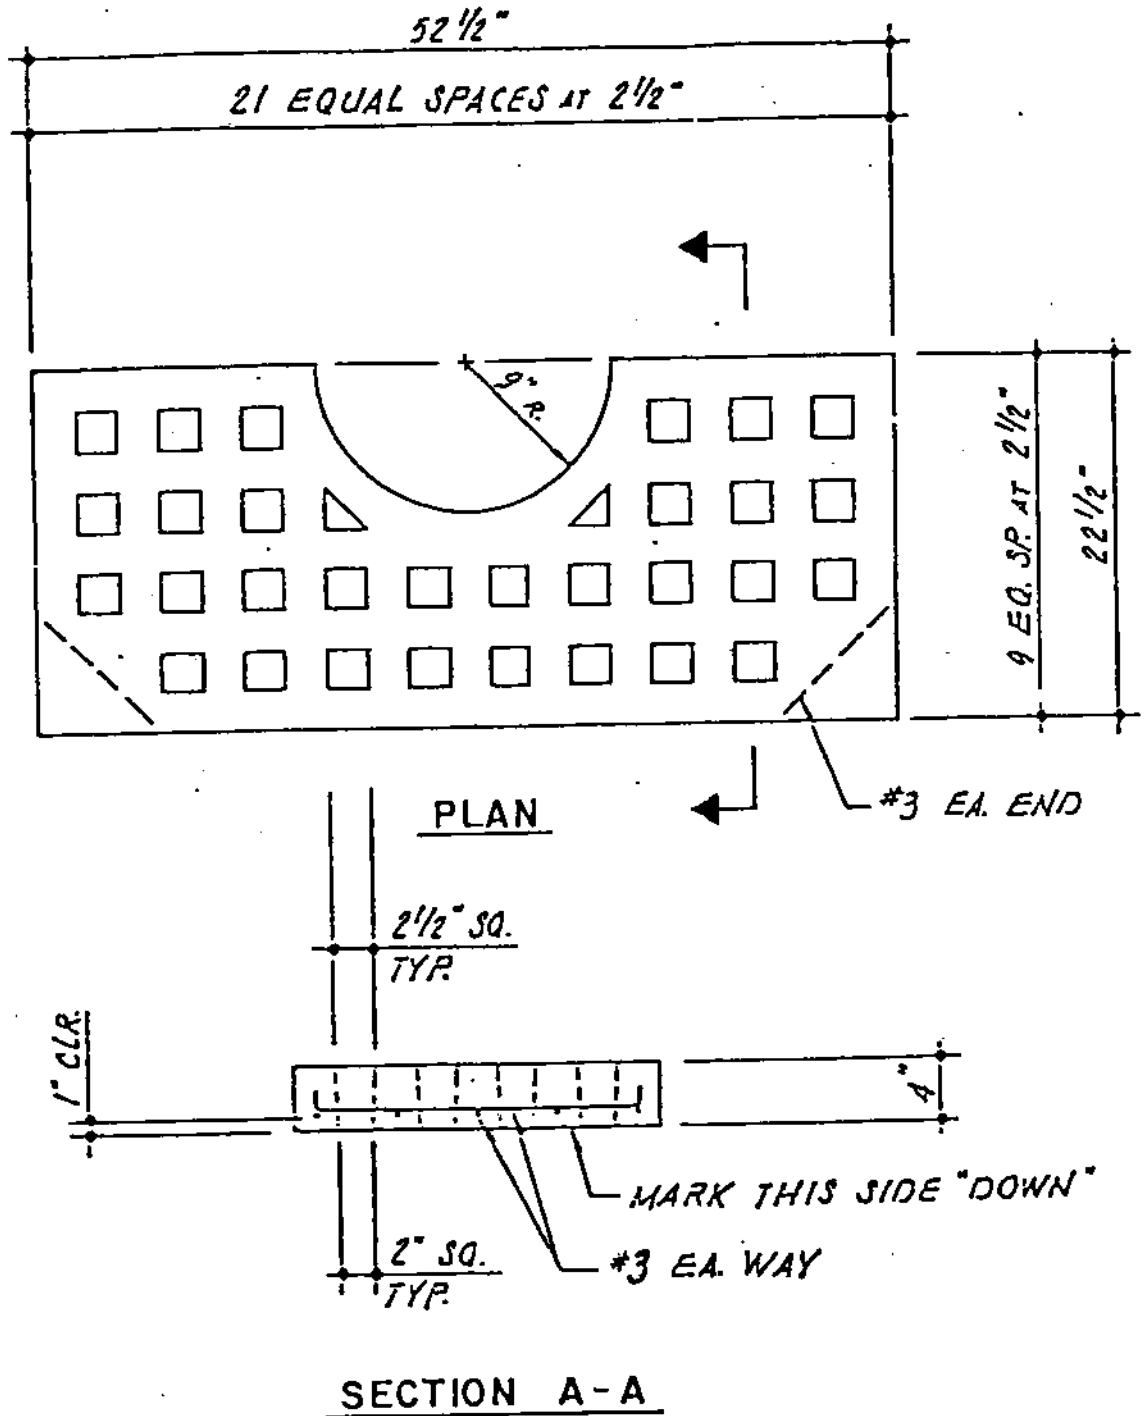 52 1/2"
21 EQUAL SPACES AT 2 1/2"
9" R.
9 EQ. SP. AT 2 1/2"
22 1/2"
#3 EA. END
PLAN
2 1/2" SQ.
TYP.
1" CLR.
4"
MARK THIS SIDE "DOWN"
#3 EA. WAY
2" SQ.
TYP.
SECTION A-A